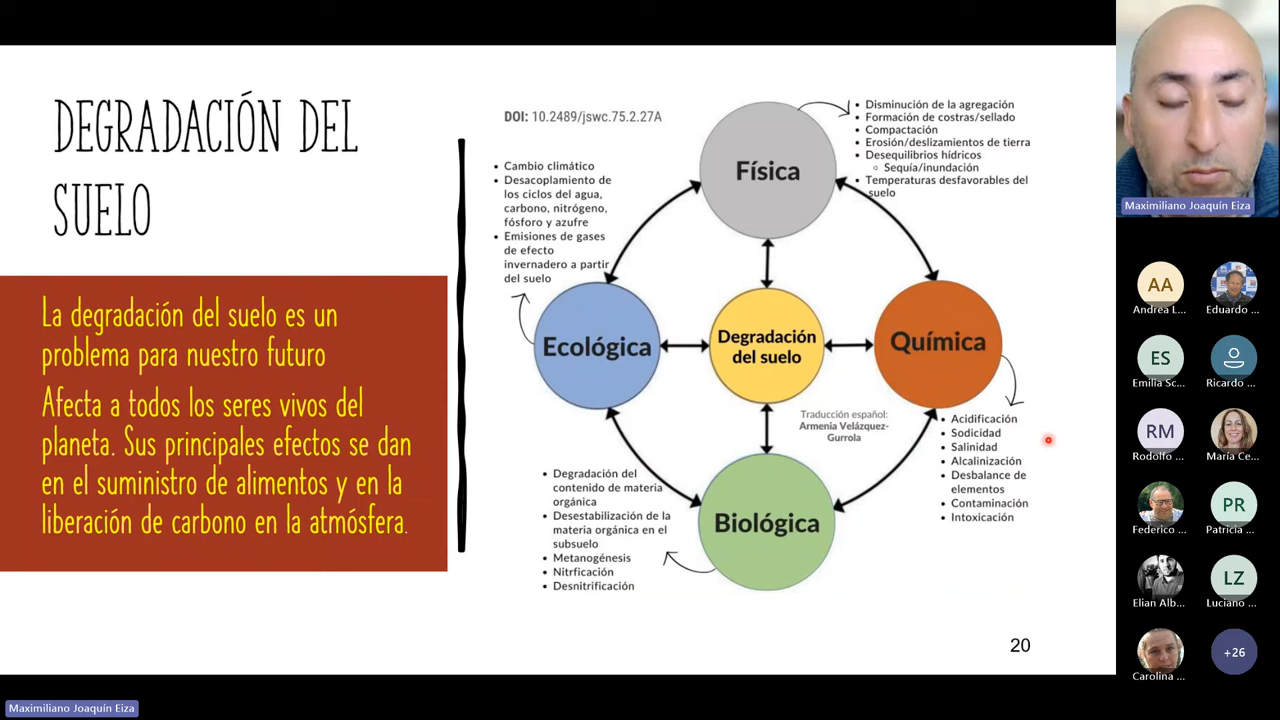 DEGRADACIÓN DEL
SUELO
La degradación del suelo es un
problema para nuestro futuro
Afecta a todos los seres vivos del
planeta. Sus principales efectos se dan
en el suministro de alimentos y en la
liberación de carbono en la atmósfera.
DOI: 10.2489/jswc.75.2.27A
• Cambio climático
• Desacoplamiento de
los ciclos del agua,
carbono, nitrógeno,
fósforo y azufre
• Emisiones de gases
de efecto
invernadero a partir
del suelo
Física
• Disminución de la agregación
• Formación de costras/sellado
• Compactación
• Erosión/deslizamientos de tierra
• Desequilibrios hídricos
○ Sequía/inundación
• Temperaturas desfavorables del
suelo
Ecológica
Degradación
del suelo
Química
Traducción español:
Armenia Velázquez-
Gurrola
• Acidificación
• Sodicidad
• Salinidad
• Alcalinización
• Desbalance de
elementos
• Contaminación
• Intoxicación
• Degradación del
contenido de materia
orgánica
• Desestabilización de la
materia orgánica en el
subsuelo
• Metanogénesis
• Nitrficación
• Desnitrificación
Biológica
20
Maximiliano Joaquín Eiza
AA
Andrea L...
Eduardo ...
ES
Emilia Sc...
Ricardo ...
RM
Rodolfo ...
María Ce...
Federico ...
PR
Patricia ...
Elian Alb...
LZ
Luciano ...
Carolina ...
+26
Maximiliano Joaquín Eiza